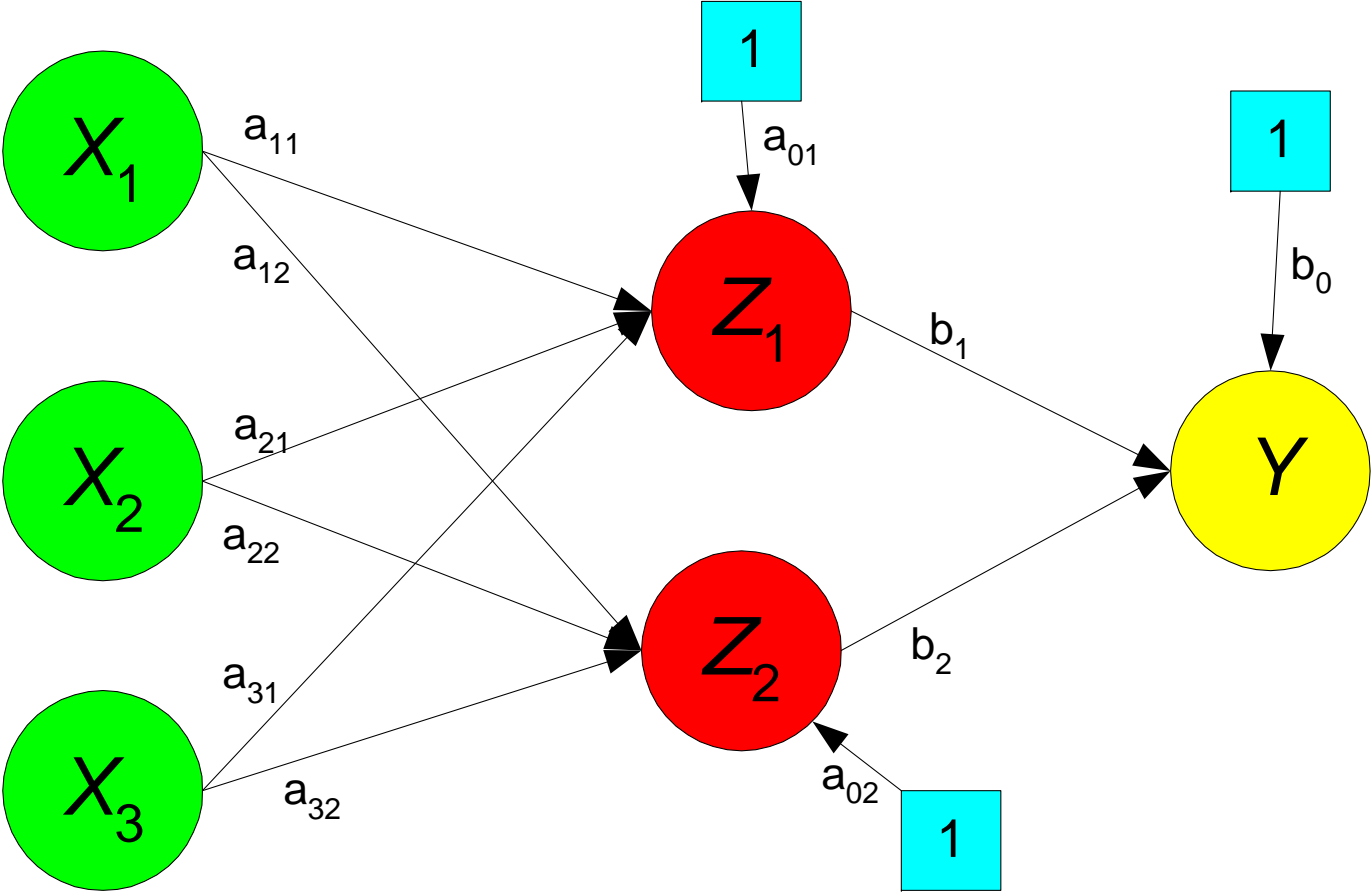 1
X₁
a₁₁
a₀₁
1
a₁₂
b₀
Z₁
b₁
a₂₁
X₂
Y
a₂₂
Z₂
b₂
a₃₁
X₃
a₃₂
a₀₂
1